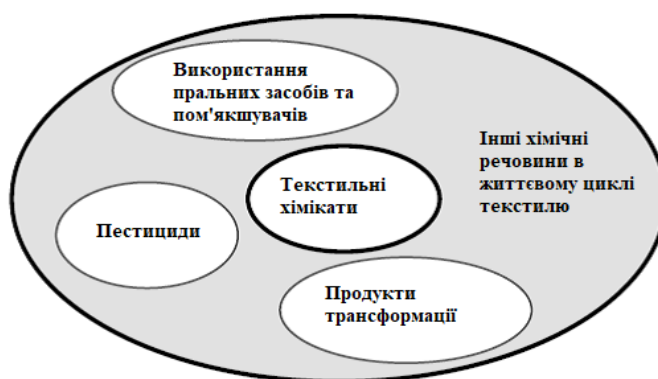 Використання
пральних засобів та
пом'якшувачів
Інші хімічні
речовини в
життєвому циклі
текстилю
Текстильні
хімікати
Пестициди
Продукти
трансформації